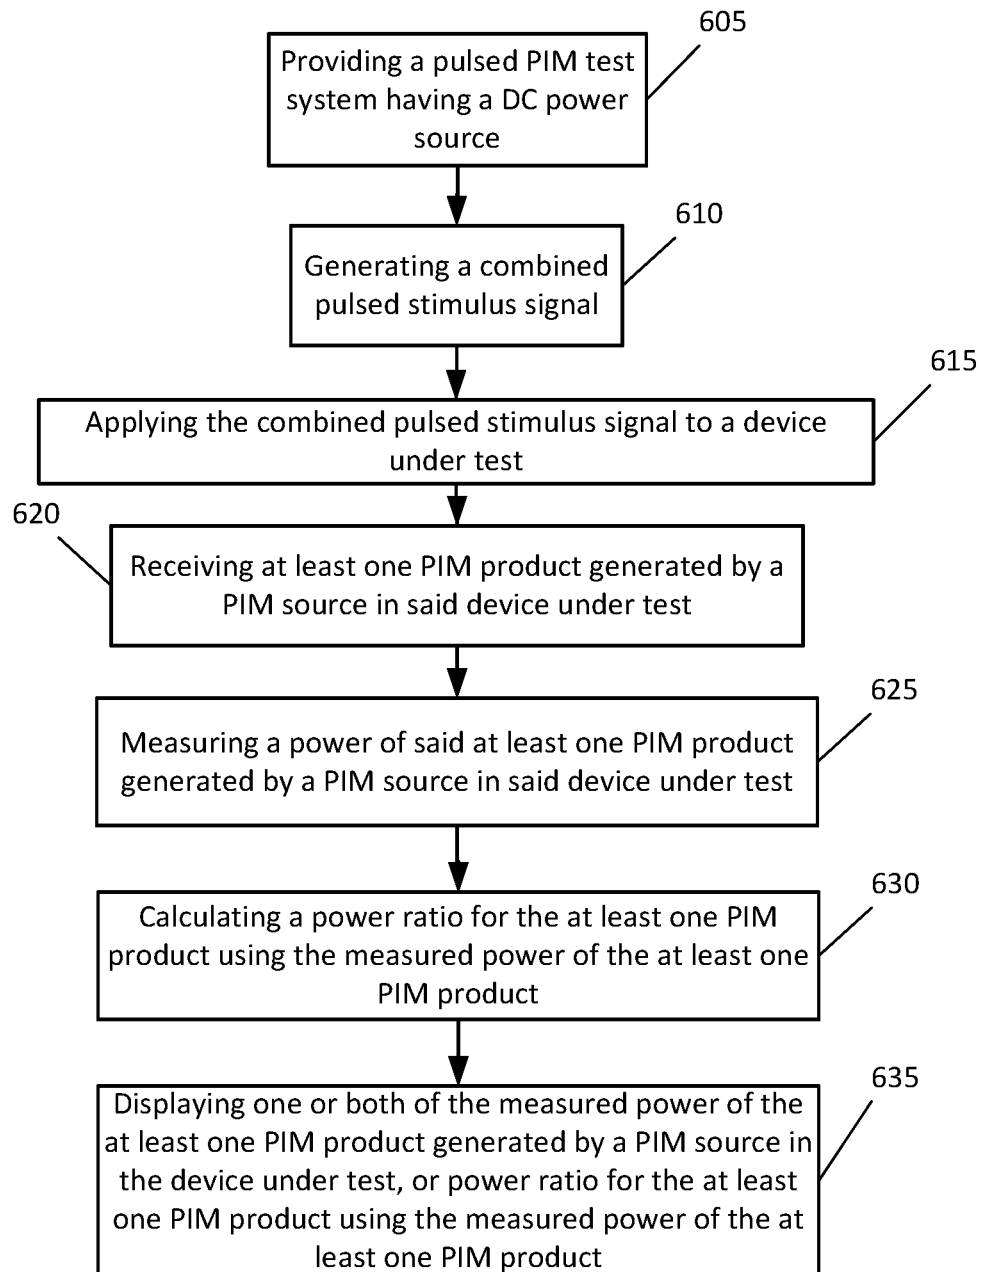 605
Providing a pulsed PIM test
system having a DC power
source
610
Generating a combined
pulsed stimulus signal
615
Applying the combined pulsed stimulus signal to a device
under test
620
Receiving at least one PIM product generated by a
PIM source in said device under test
625
Measuring a power of said at least one PIM product
generated by a PIM source in said device under test
630
Calculating a power ratio for the at least one PIM
product using the measured power of the at least one
PIM product
635
Displaying one or both of the measured power of the
at least one PIM product generated by a PIM source in
the device under test, or power ratio for the at least
one PIM product using the measured power of the at
least one PIM product